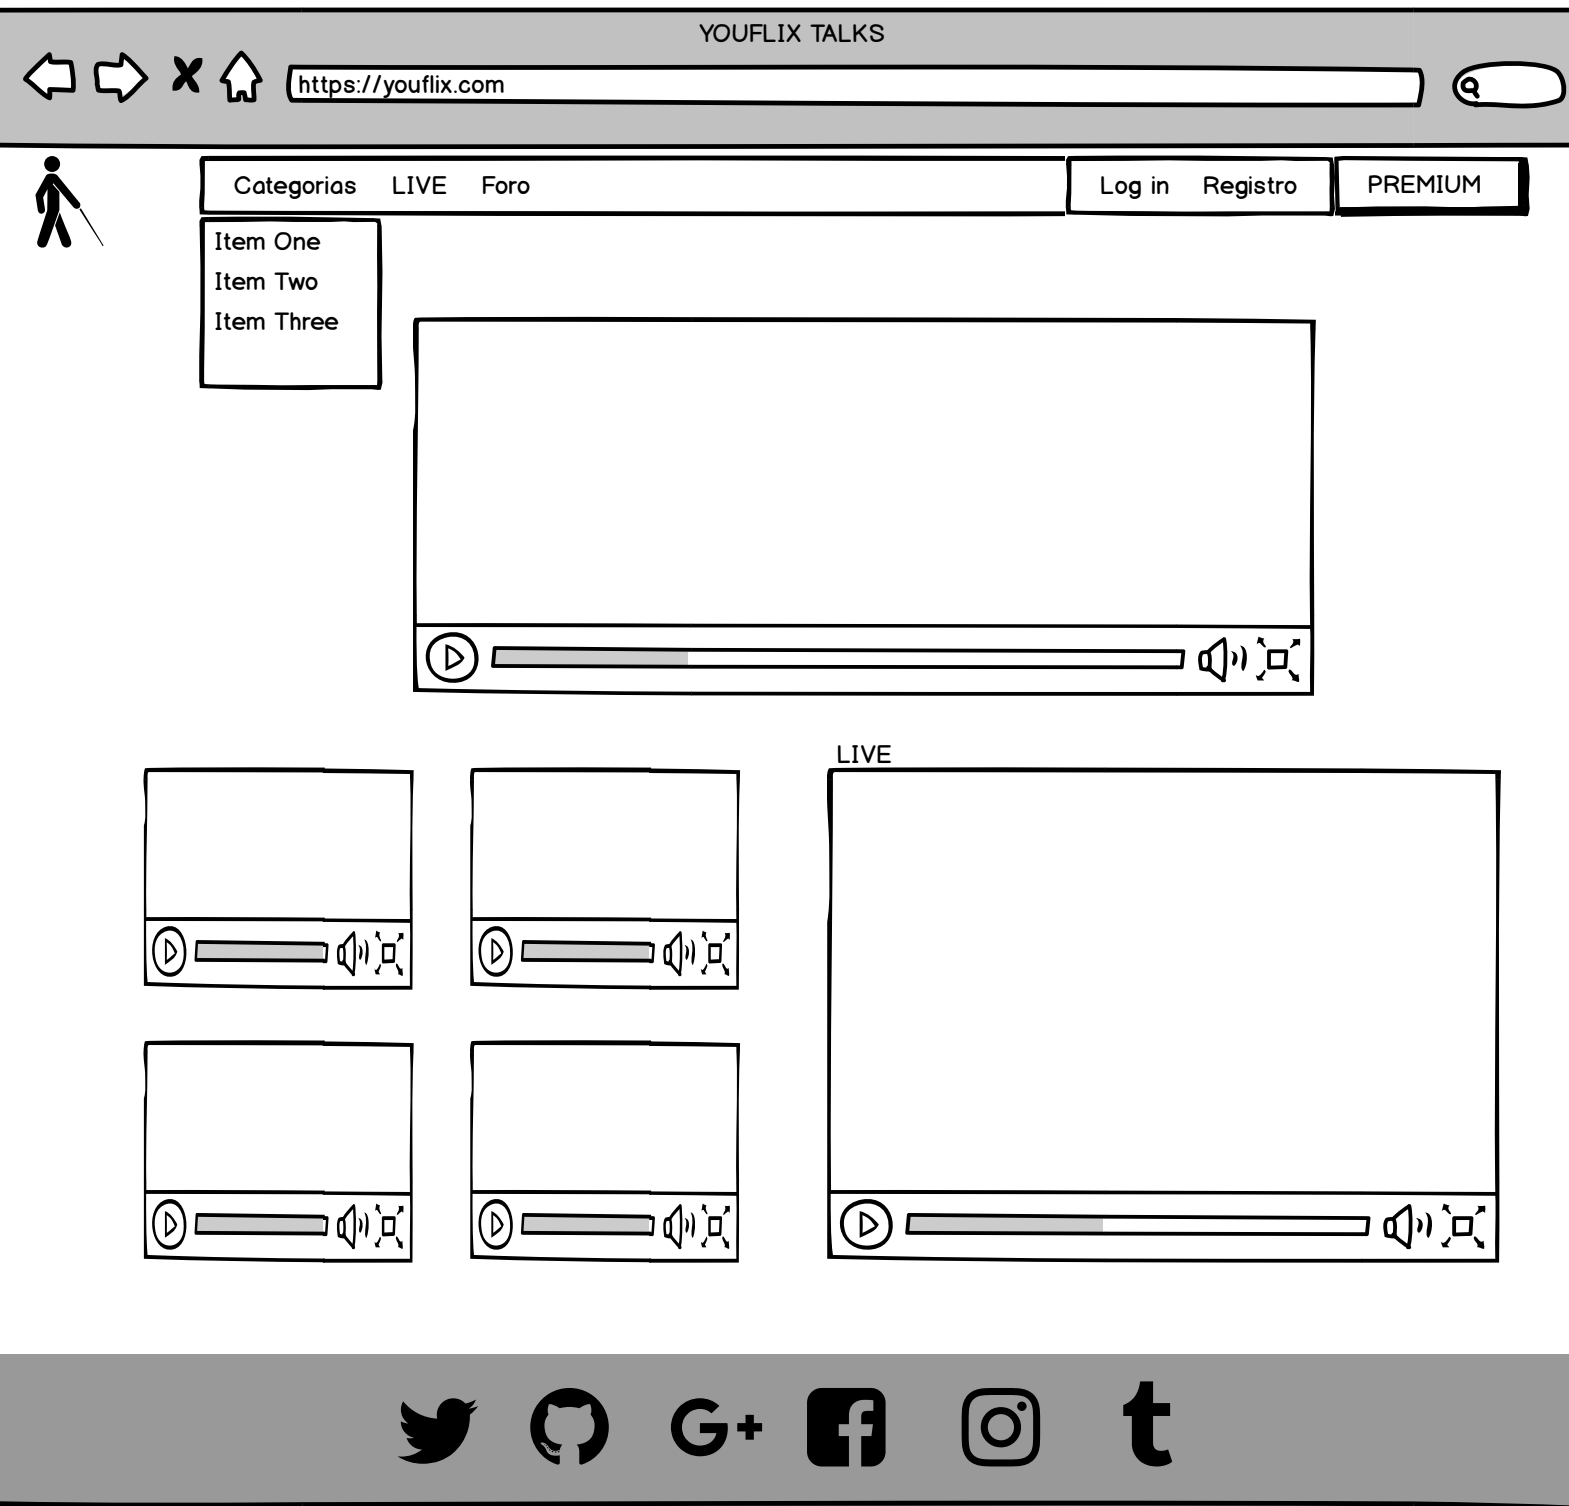 YOUFLIX TALKS
https://youflix.com
Categorias LIVE Foro Log in Registro PREMIUM
Item One
Item Two
Item Three
LIVE